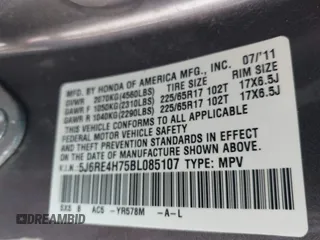 MFD. BY HONDA OF AMERICA MFG., INC. 07/'11
GVWR 2070KG(4560LBS) TIRE SIZE RIM SIZE
GAWR F 1050KG(2310LBS) 225/65R17 102T 17X6.5J
GAWR R 1040KG(2290LBS) 225/65R17 102T 17X6.5J
THIS VEHICLE CONFORMS TO ALL APPLICABLE
FEDERAL MOTOR VEHICLE SAFETY STANDARDS IN
EFFECT ON THE DATE OF MANUFACTURE SHOWN ABOVE.
V.I.N. 5J6RE4H75BL085107 TYPE: MPV
SXS B AC5 -YR578M -A-L
DREAMBID